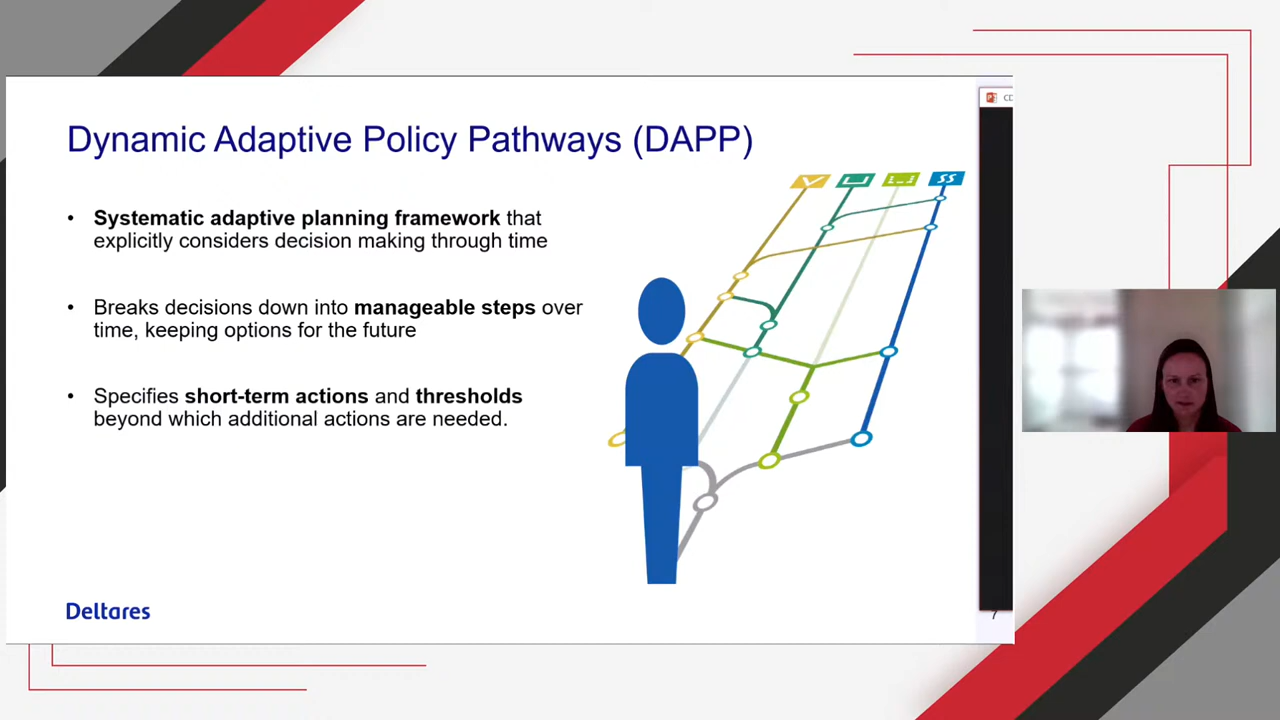 Dynamic Adaptive Policy Pathways (DAPP)
• Systematic adaptive planning framework that
explicitly considers decision making through time
• Breaks decisions down into manageable steps over
time, keeping options for the future
• Specifies short-term actions and thresholds
beyond which additional actions are needed.
Deltares